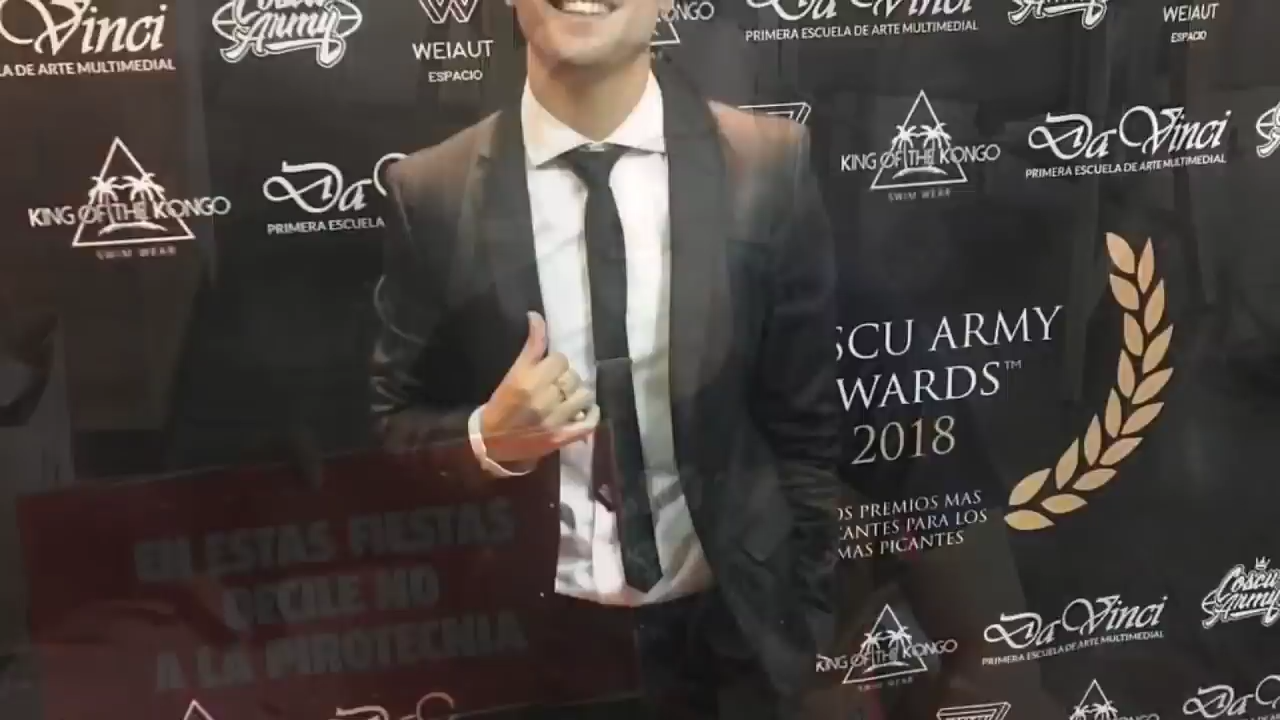 Vinci
LA DE ARTE MULTIMEDIAL
Coscu
Army
WEIAUT
ESPACIO
KONGO
Da Vinci
PRIMERA ESCUELA DE ARTE MULTIMEDIAL
Army
WEIAUT
ESPACIO
KING OF THE KONGO
SWIM WEAR
Da V
PRIMERA ESCUELA
KING OF THE KONGO
SWIM WEAR
Da Vinci
PRIMERA ESCUELA DE ARTE MULTIMEDIAL
SCU ARMY
WARDS™
2018
OS PREMIOS MAS
CANTES PARA LOS
MAS PICANTES
EN ESTAS FIESTAS
DECILE NO
A LA PIROTECNIA
KING OF THE KONGO
SWIM WEAR
Da Vinci
PRIMERA ESCUELA DE ARTE MULTIMEDIAL
Coscu
Army
Da V